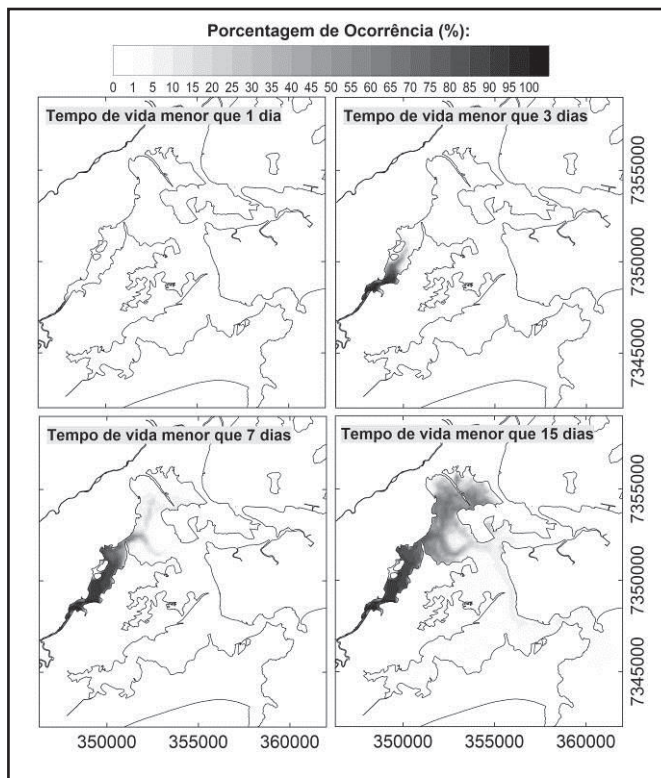 Porcentagem de Ocorrência (%):
0 1 5 10 15 20 25 30 35 40 45 50 55 60 65 70 75 80 85 90 95 100
Tempo de vida menor que 1 dia
Tempo de vida menor que 3 dias
7355000
7350000
7345000
Tempo de vida menor que 7 dias
Tempo de vida menor que 15 dias
7355000
7350000
7345000
350000 355000 360000
350000 355000 360000